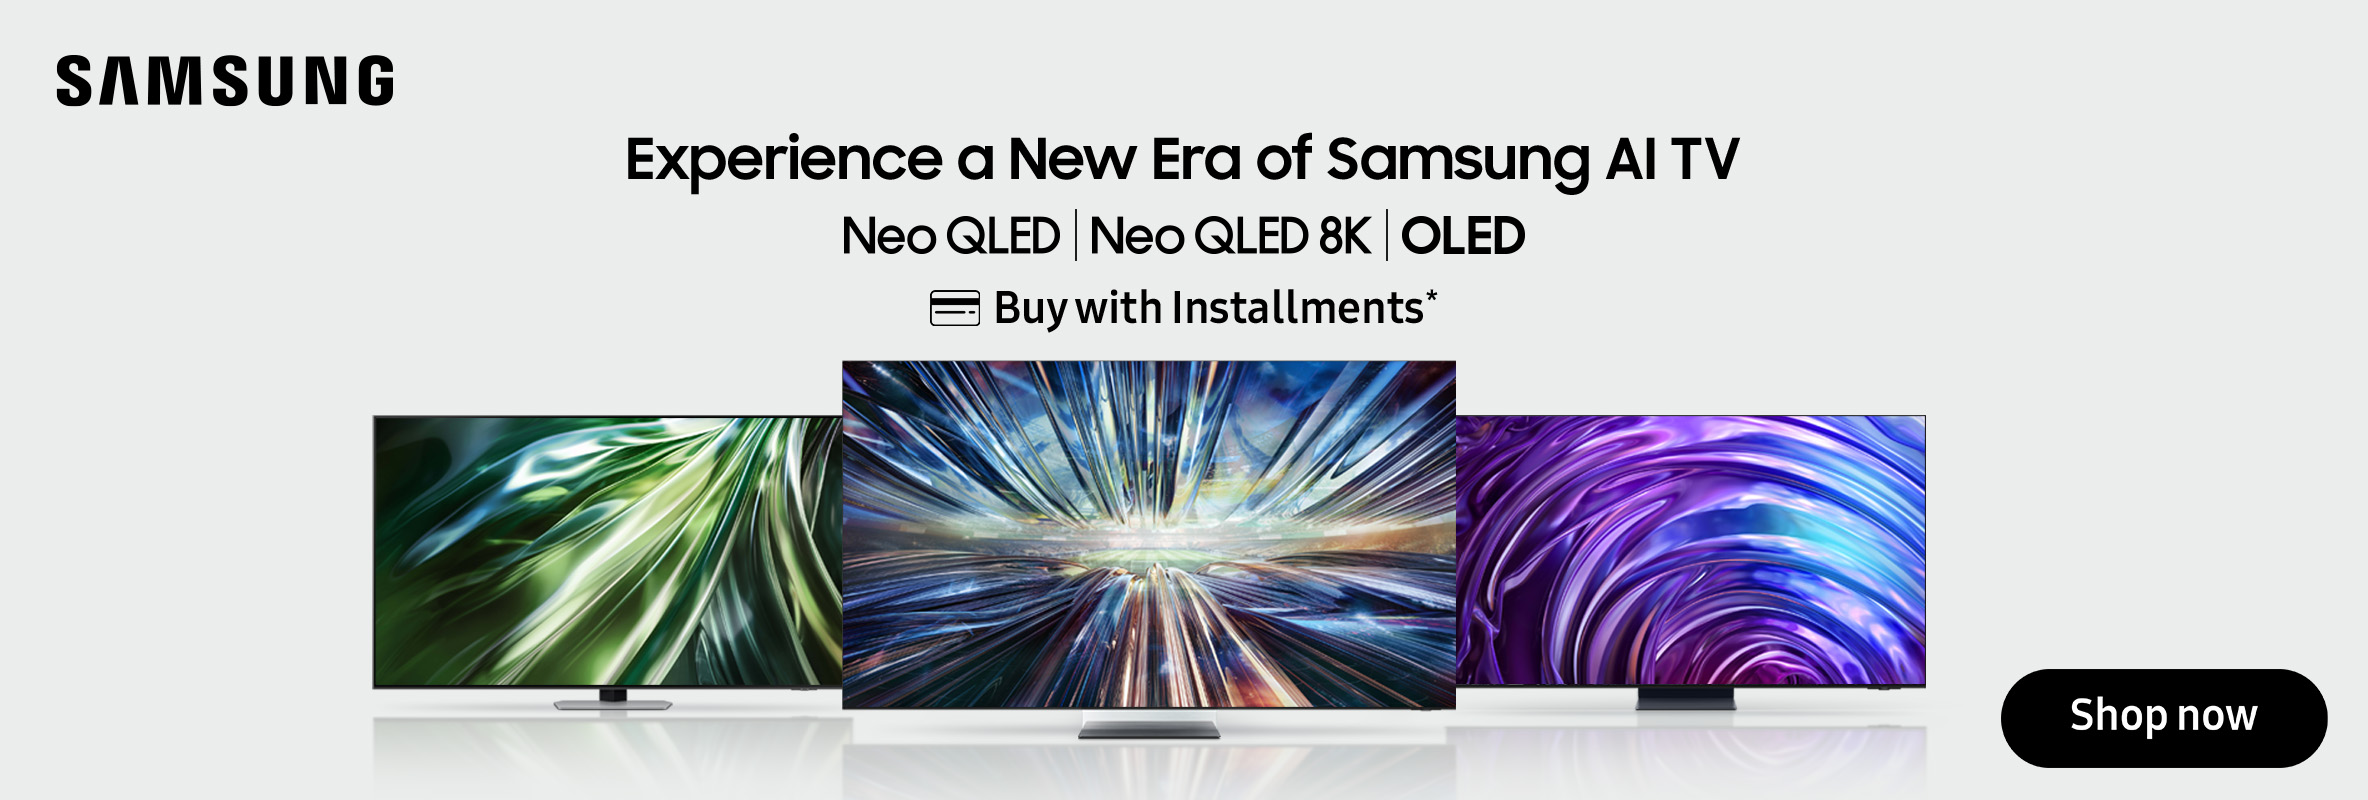 SAMSUNG
Experience a New Era of Samsung AI TV
Neo QLED | Neo QLED 8K | OLED
Buy with Installments*
Shop now